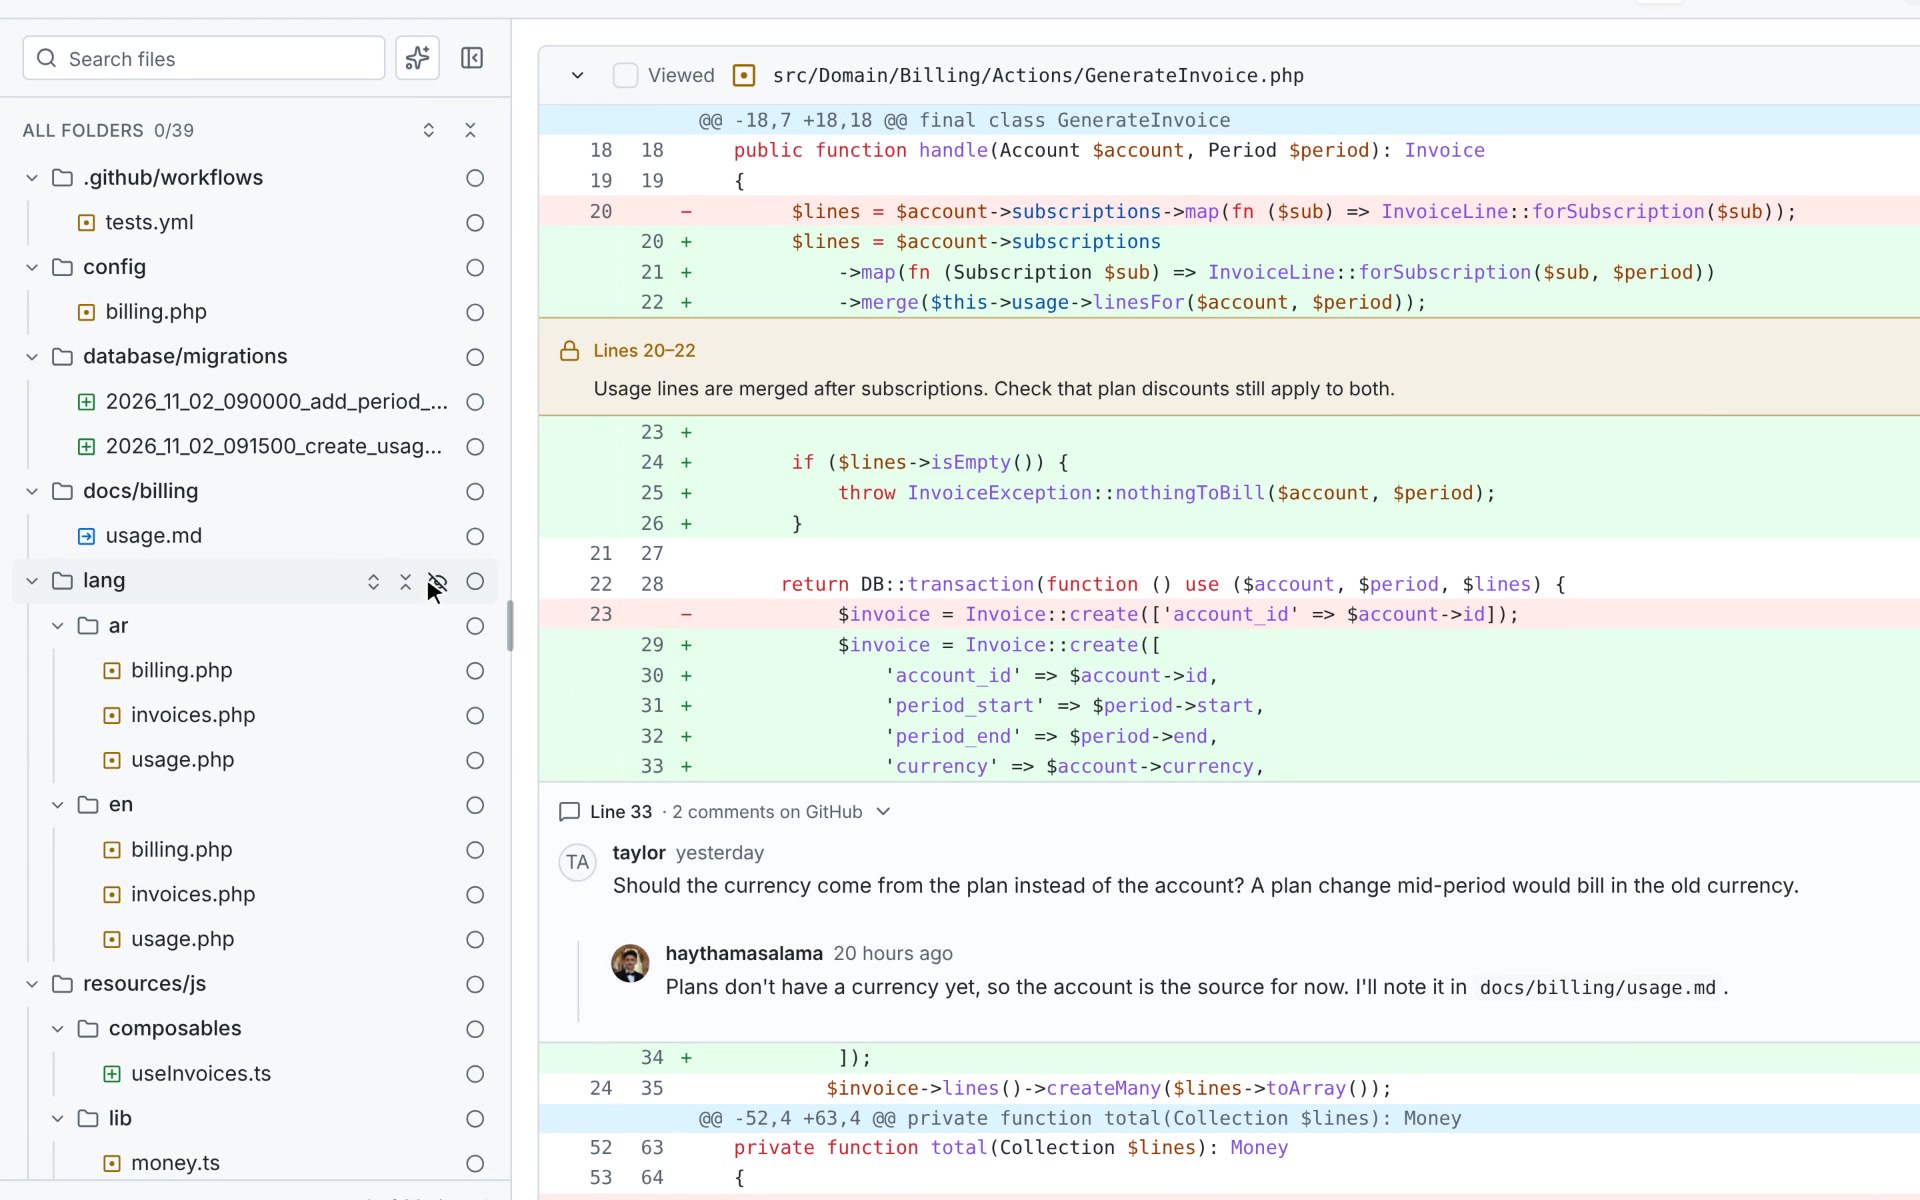 Search files
ALL FOLDERS 0/39
.github/workflows
tests.yml
config
billing.php
database/migrations
2026_11_02_090000_add_period_...
2026_11_02_091500_create_usag...
docs/billing
usage.md
lang
ar
billing.php
invoices.php
usage.php
en
billing.php
invoices.php
usage.php
resources/js
composables
useInvoices.ts
lib
money.ts
Viewed src/Domain/Billing/Actions/GenerateInvoice.php
@@ -18,7 +18,18 @@ final class GenerateInvoice
18 18 public function handle(Account $account, Period $period): Invoice
19 19 {
20 - $lines = $account->subscriptions->map(fn ($sub) => InvoiceLine::forSubscription($sub));
20 + $lines = $account->subscriptions
21 + ->map(fn (Subscription $sub) => InvoiceLine::forSubscription($sub, $period))
22 + ->merge($this->usage->linesFor($account, $period));
Lines 20–22
Usage lines are merged after subscriptions. Check that plan discounts still apply to both.
23 +
24 + if ($lines->isEmpty()) {
25 + throw InvoiceException::nothingToBill($account, $period);
26 + }
21 27
22 28 return DB::transaction(function () use ($account, $period, $lines) {
23 - $invoice = Invoice::create(['account_id' => $account->id]);
29 + $invoice = Invoice::create([
30 + 'account_id' => $account->id,
31 + 'period_start' => $period->start,
32 + 'period_end' => $period->end,
33 + 'currency' => $account->currency,
Line 33 · 2 comments on GitHub
TA taylor yesterday
Should the currency come from the plan instead of the account? A plan change mid-period would bill in the old currency.
haythamasalama 20 hours ago
Plans don't have a currency yet, so the account is the source for now. I'll note it in docs/billing/usage.md.
34 + ]);
24 35 $invoice->lines()->createMany($lines->toArray());
@@ -52,4 +63,4 @@ private function total(Collection $lines): Money
52 63 private function total(Collection $lines): Money
53 64 {